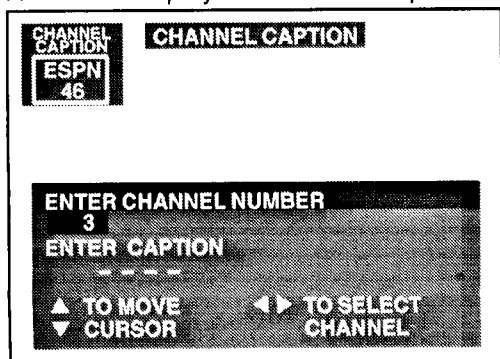 CHANNEL CAPTION
CHANNEL
CAPTION
ESPN
46
ENTER CHANNEL NUMBER
3
ENTER CAPTION
- - - -
▲ TO MOVE ◀ ▶ TO SELECT
▼ CURSOR CHANNEL